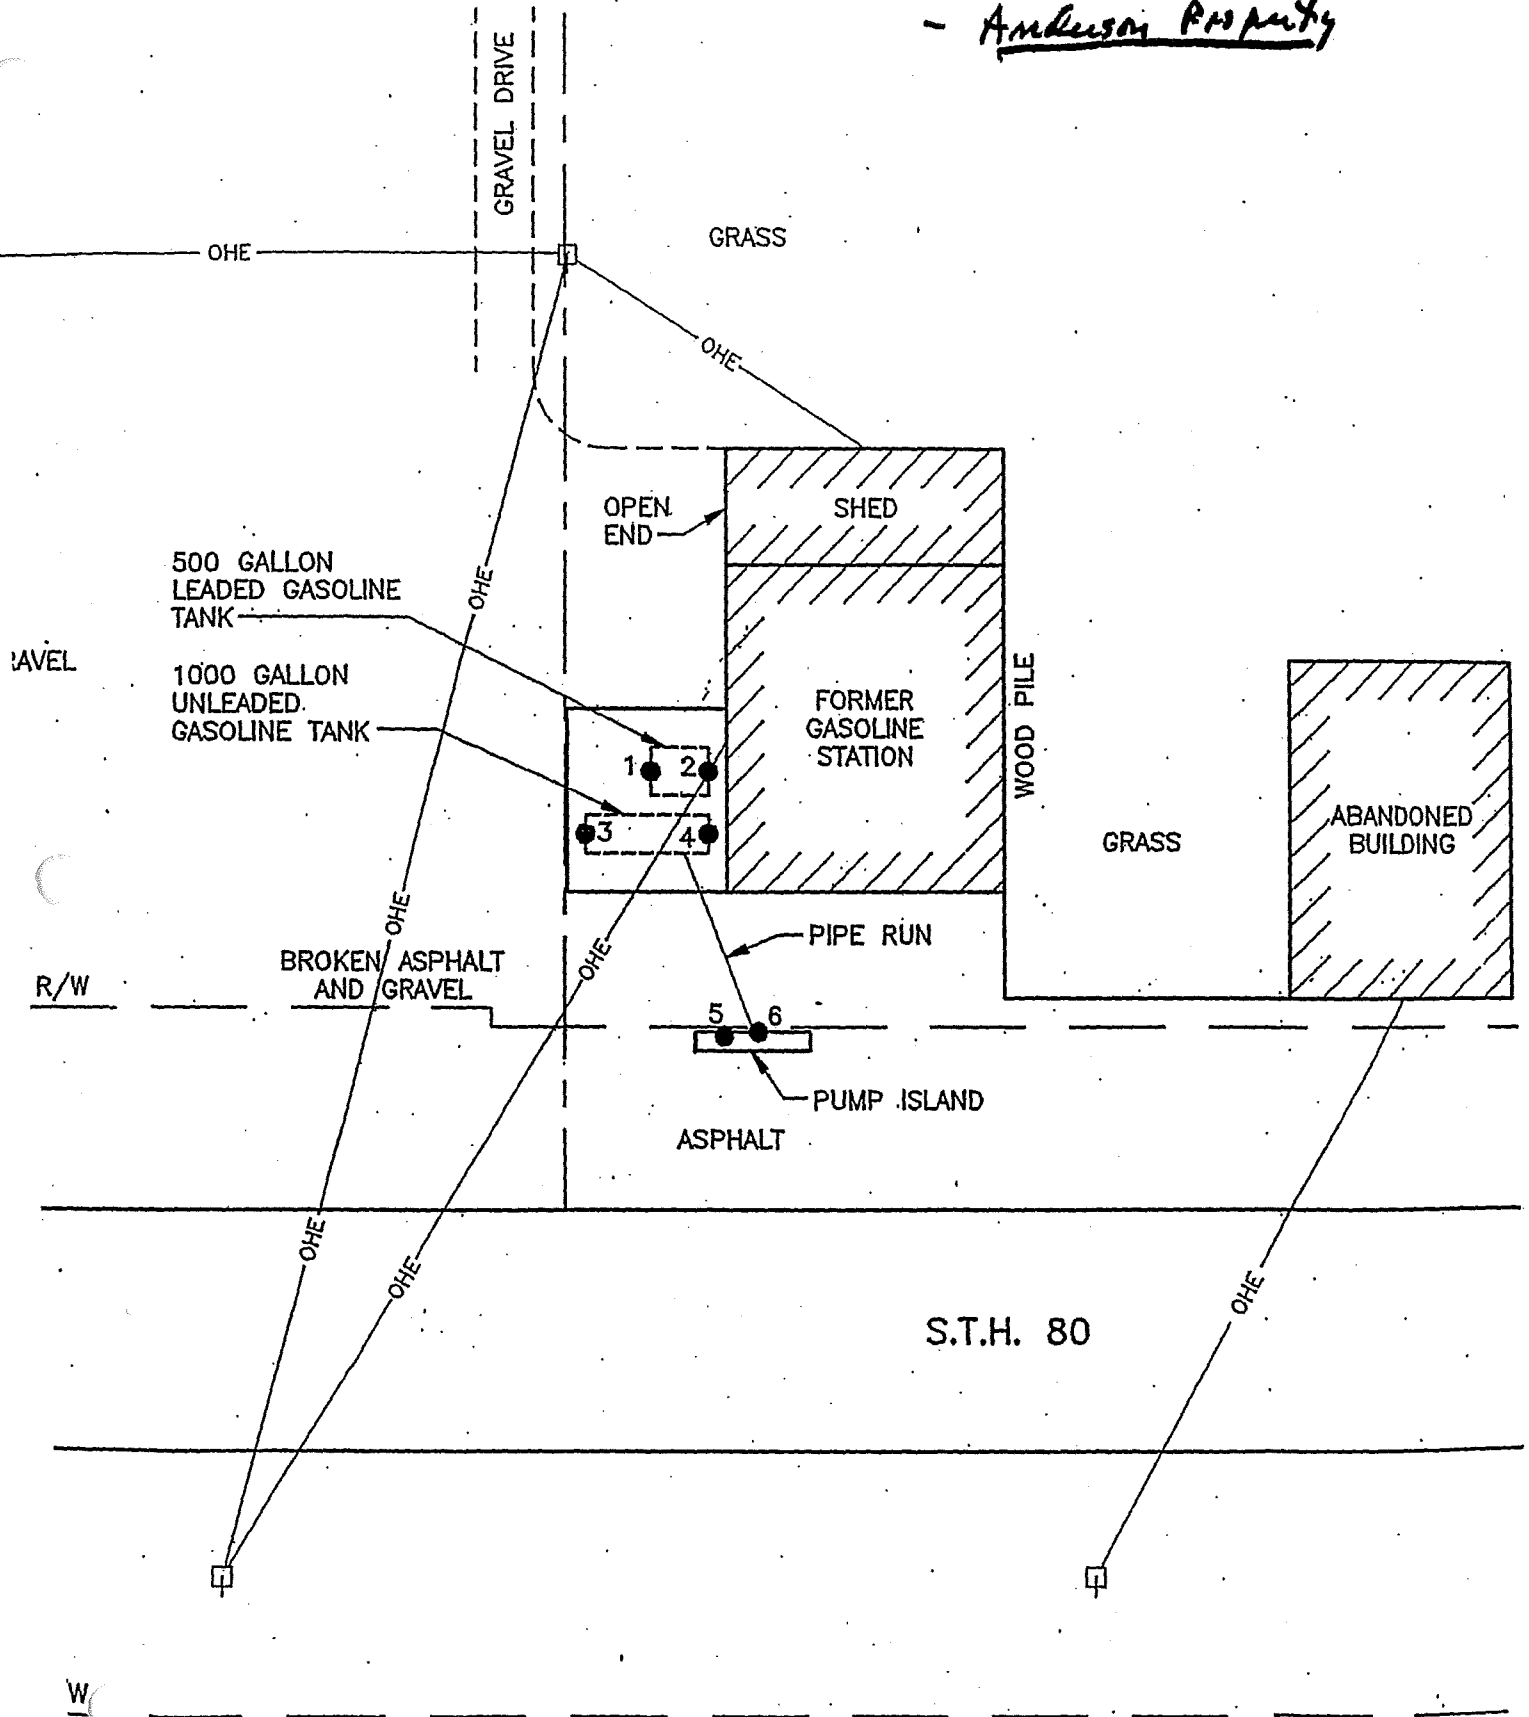 - Anderson Property
GRAVEL DRIVE
GRASS
OHE
OHE
OPEN
END
SHED
500 GALLON
LEADED GASOLINE
TANK
OHE
RAVEL
1000 GALLON
UNLEADED
GASOLINE TANK
FORMER
GASOLINE
STATION
WOOD PILE
1 2
3 4
GRASS
ABANDONED
BUILDING
OHE
PIPE RUN
OHE
BROKEN ASPHALT
AND GRAVEL
R/W
5 6
PUMP ISLAND
ASPHALT
OHE
OHE
OHE
S.T.H. 80
W